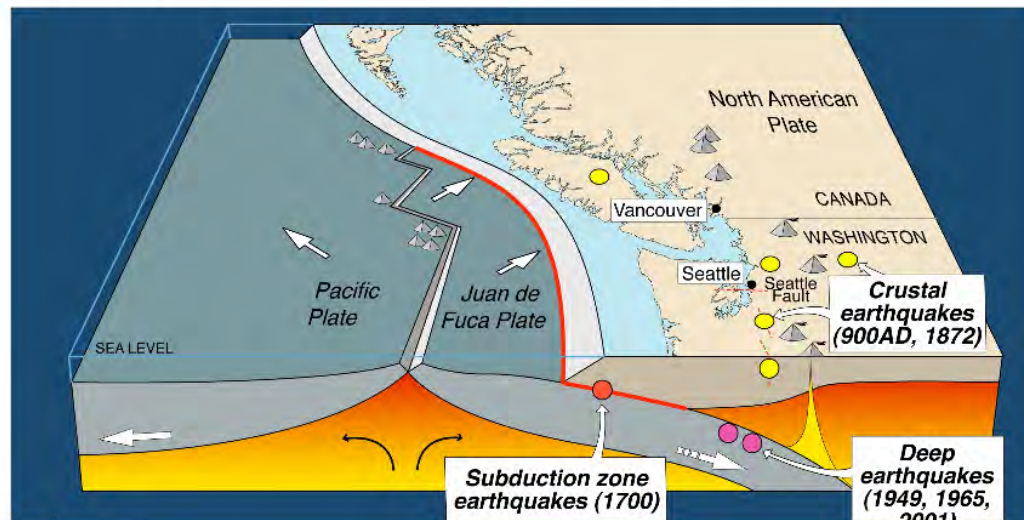 North American
Plate
CANADA
Vancouver
WASHINGTON
Seattle
Seattle
Fault
Crustal
earthquakes
(900AD, 1872)
Pacific
Plate
Juan de
Fuca Plate
SEA LEVEL
Subduction zone
earthquakes (1700)
Deep
earthquakes
(1949, 1965,
2001)